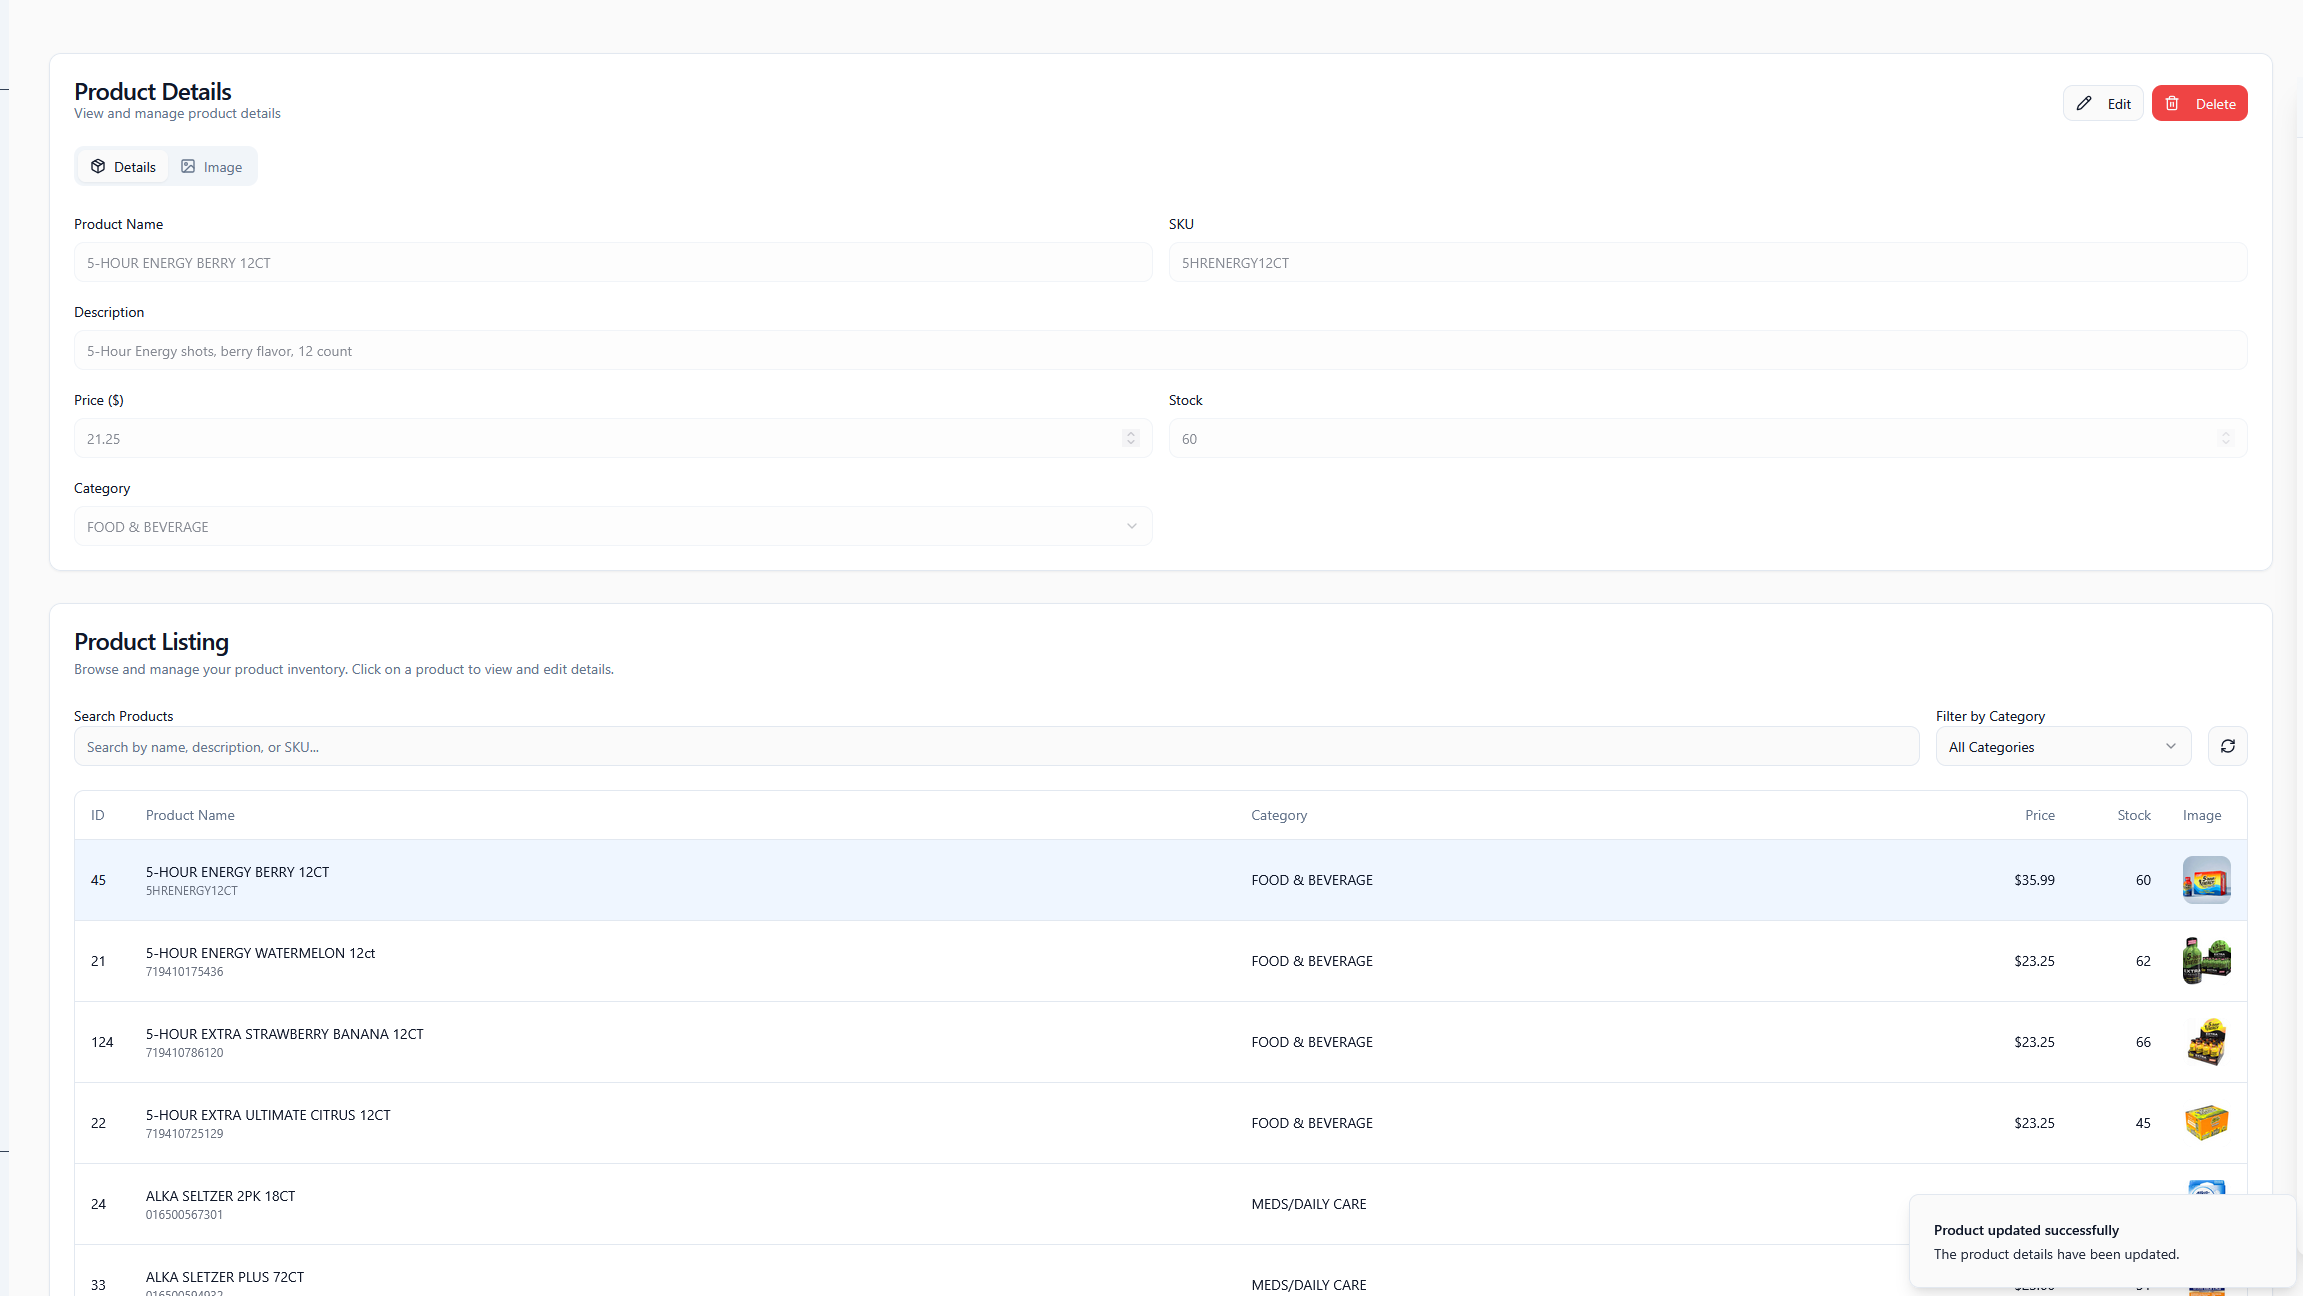 Product Details
View and manage product details
Edit
Delete
Details
Image
Product Name
SKU
5-HOUR ENERGY BERRY 12CT
5HRENERGY12CT
Description
5-Hour Energy shots, berry flavor, 12 count
Price ($)
Stock
21.25
60
Category
FOOD & BEVERAGE
Product Listing
Browse and manage your product inventory. Click on a product to view and edit details.
Search Products
Filter by Category
Search by name, description, or SKU...
All Categories
ID Product Name Category Price Stock Image
45 5-HOUR ENERGY BERRY 12CT FOOD & BEVERAGE $35.99 60
5HRENERGY12CT
21 5-HOUR ENERGY WATERMELON 12ct FOOD & BEVERAGE $23.25 62
719410175436
124 5-HOUR EXTRA STRAWBERRY BANANA 12CT FOOD & BEVERAGE $23.25 66
719410786120
22 5-HOUR EXTRA ULTIMATE CITRUS 12CT FOOD & BEVERAGE $23.25 45
719410725129
24 ALKA SELTZER 2PK 18CT MEDS/DAILY CARE
016500567301
33 ALKA SLETZER PLUS 72CT MEDS/DAILY CARE
Product updated successfully
The product details have been updated.